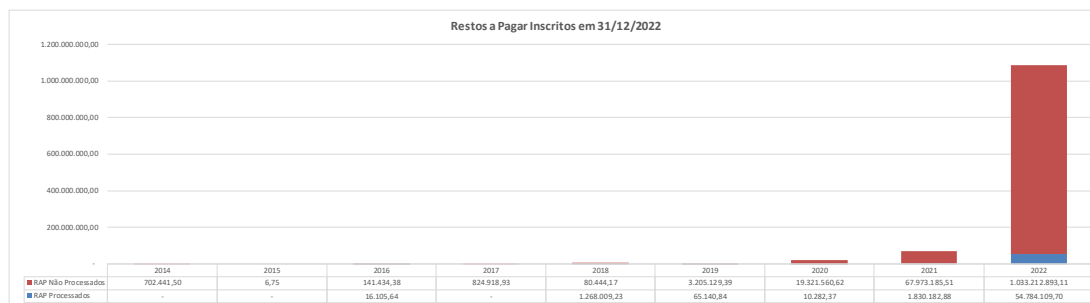 Restos a Pagar Inscritos em 31/12/2022
1.200.000.000,00
1.000.000.000,00
800.000.000,00
600.000.000,00
400.000.000,00
200.000.000,00
-
2014 2015 2016 2017 2018 2019 2020 2021 2022
RAP Não Processados 702.441,50 6,75 141.434,38 824.918,93 80.444,17 3.205.129,39 19.321.560,62 67.973.185,51 1.033.212.893,11
RAP Processados - - 16.105,64 - 1.268.009,23 65.140,84 10.282,37 1.830.182,88 54.784.109,70